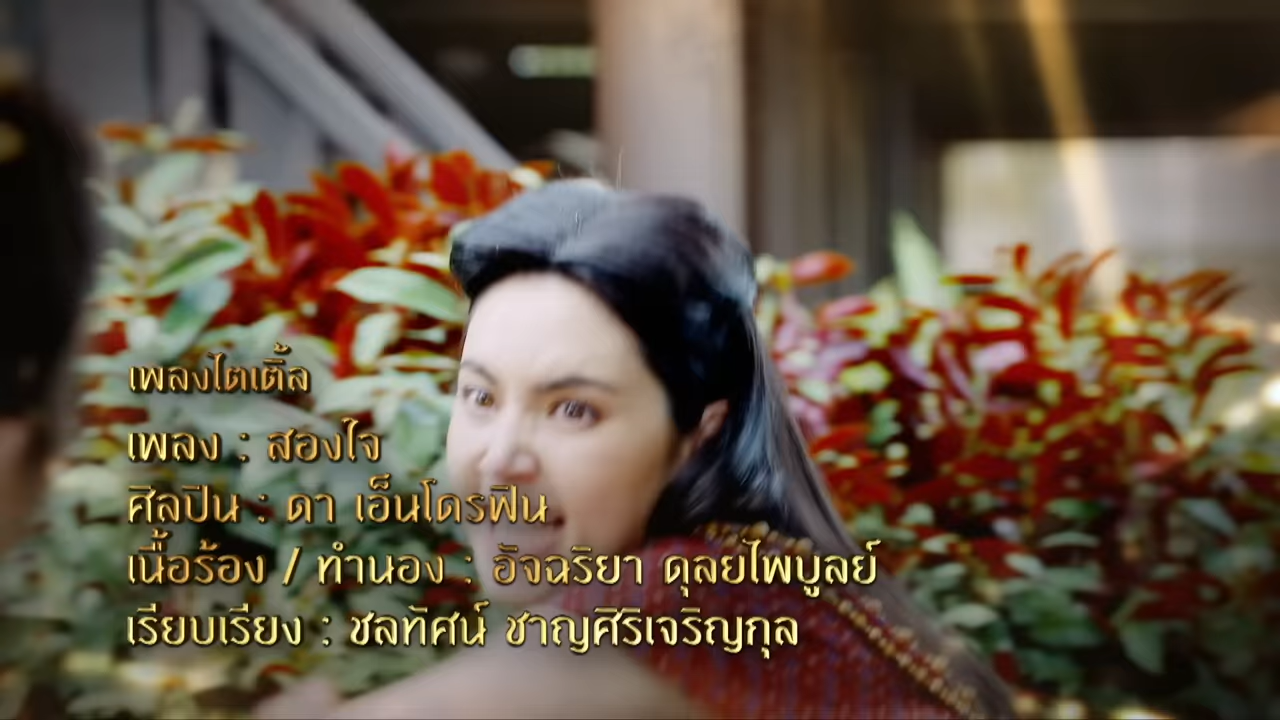 เพลงไตเติ้ล
เพลง : สองใจ
ศิลปิน : ดา เอ็นโดรฟิน
เนื้อร้อง / ทำนอง : อัจฉริยา ดุลยไพบูลย์
เรียบเรียง : ชลทัศน์ ชาญศิริเจริญกุล